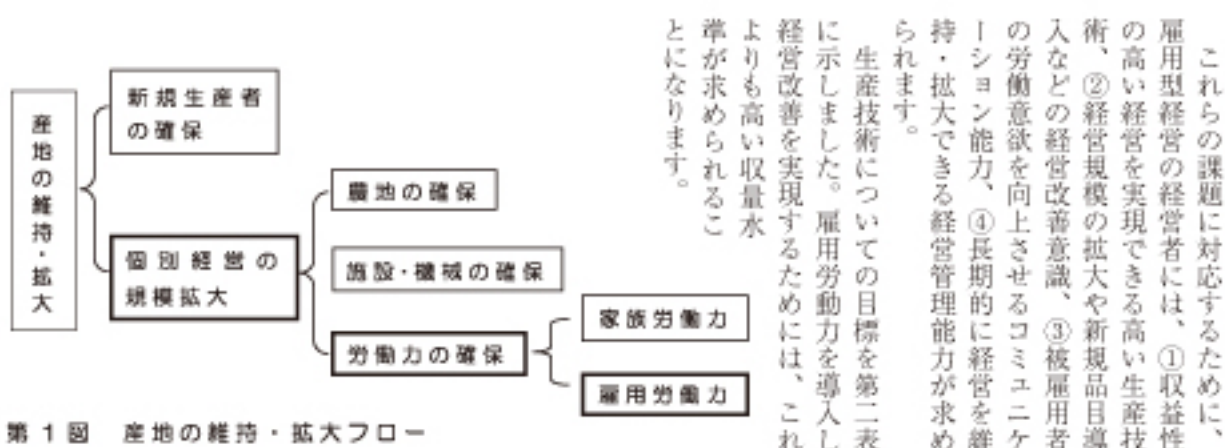 これらの課題に対応するために、
雇用型経営の経営者には、①収益性
の高い経営を実現できる高い生産技
術、②経営規模の拡大や新規品目導
入などの経営改善意識、③被雇用者
の労働意欲を向上させるコミュニケ
ーション能力、④長期的に経営を維
持・拡大できる経営管理能力が求め
られます。
生産技術についての目標を第二表
に示しました。雇用労働力を導入し
経営改善を実現するためには、これ
よりも高い収量水
準が求められるこ
とになります。
産地の維持・拡大
新規生産者
の確保
個別経営の
規模拡大
農地の確保
施設・機械の確保
労働力の確保
家族労働力
雇用労働力
第1図 産地の維持・拡大フロー